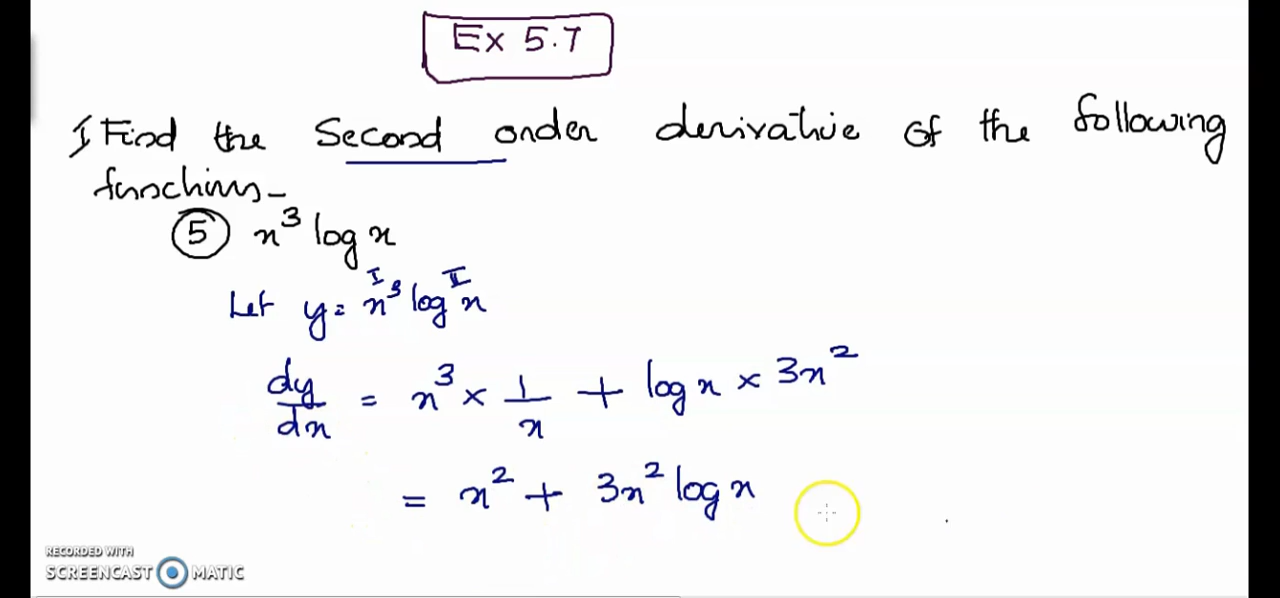 Ex 5.7
I Find the Second order derivative of the following
functions-
⑤ x³ log x
I II
Let y = x³ log x
dy/dx = x³ × 1/x + log x × 3x²
= x² + 3x² log x
RECORDED WITH
SCREENCAST MATIC